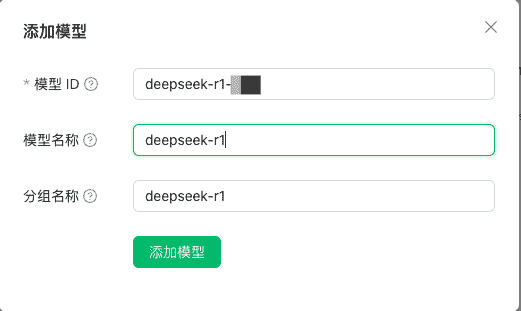 添加模型
* 模型 ID
deepseek-r1-
模型名称
deepseek-r1
分组名称
deepseek-r1
添加模型